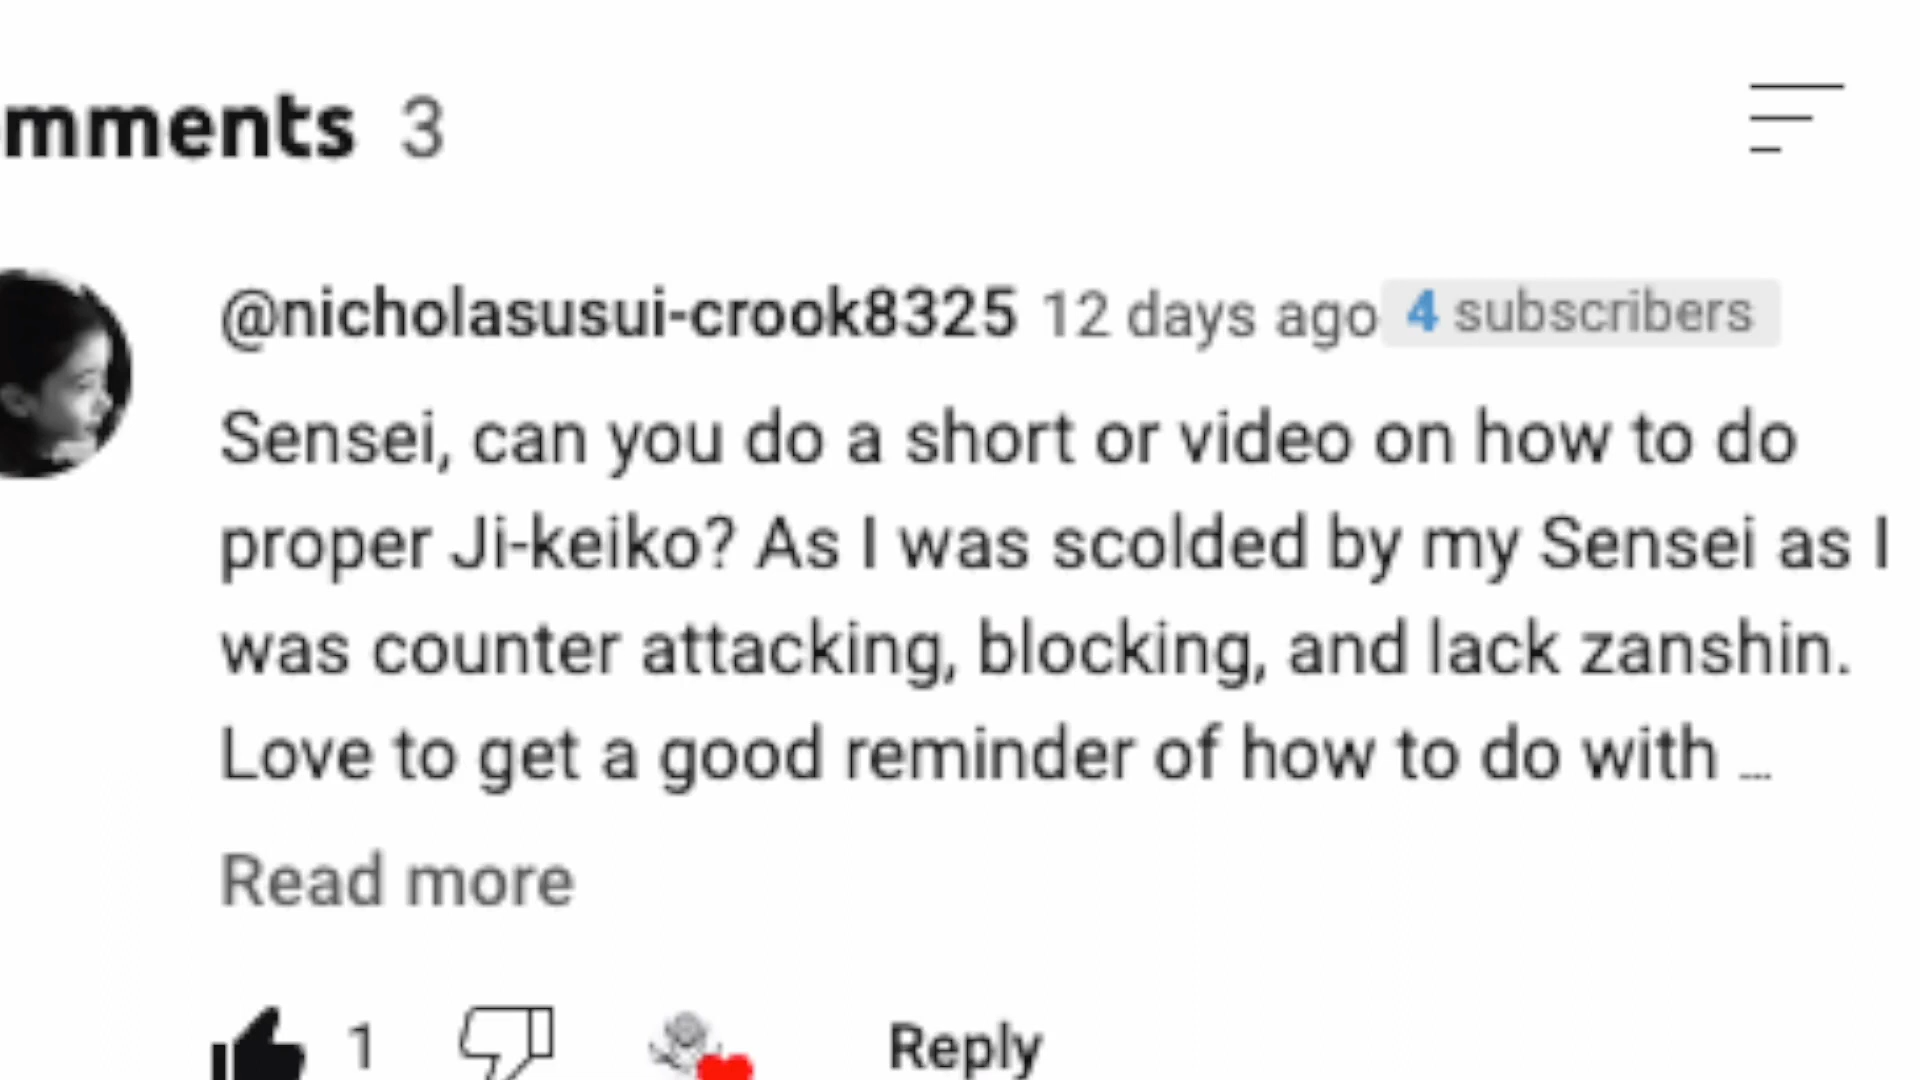 mments 3
@nicholasusui-crook8325 12 days ago 4 subscribers
Sensei, can you do a short or video on how to do
proper Ji-keiko? As I was scolded by my Sensei as I
was counter attacking, blocking, and lack zanshin.
Love to get a good reminder of how to do with ...
Read more
1 Reply